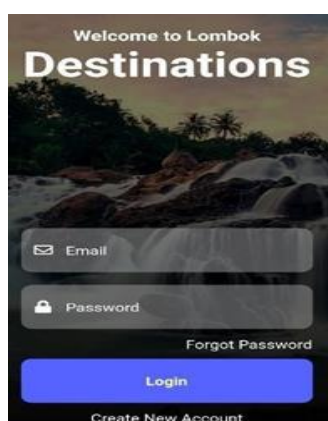 Welcome to Lombok
Destinations
Email
Password
Forgot Password
Login
Create New Account